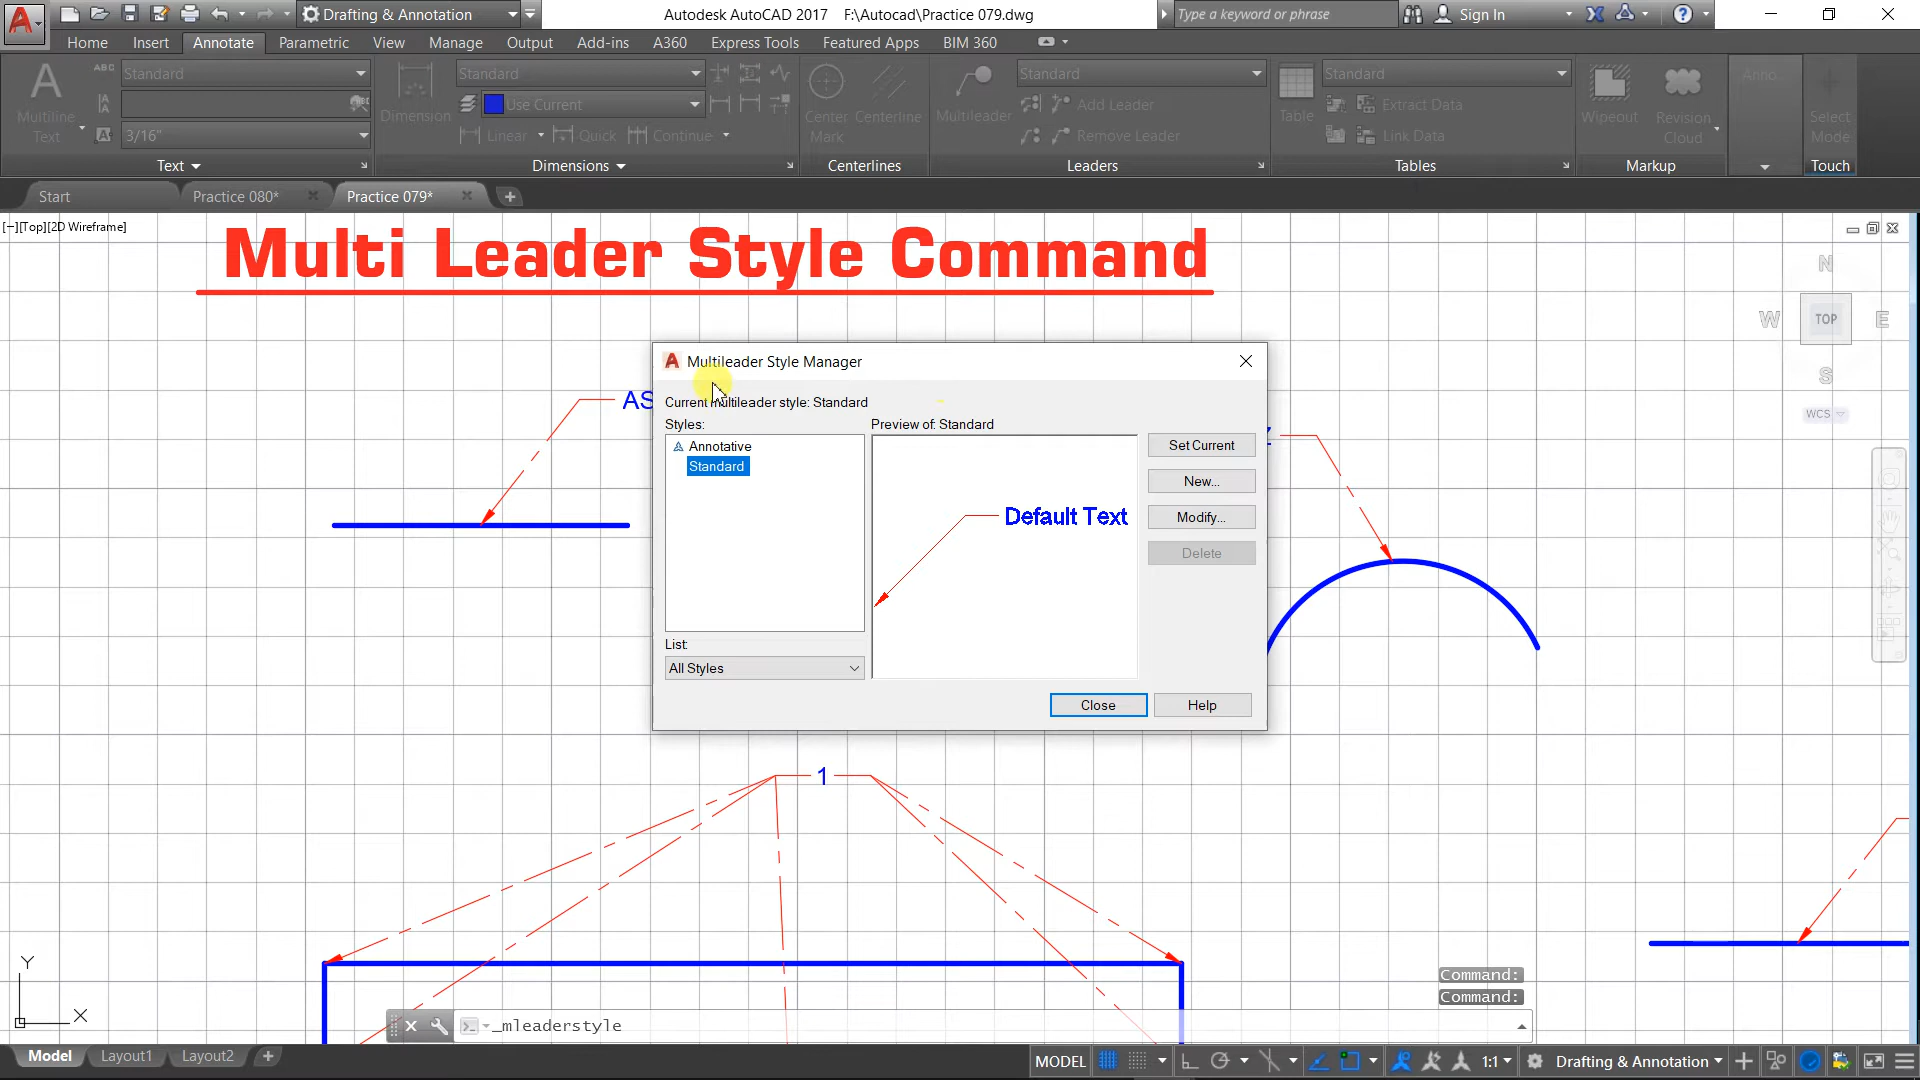 Drafting & Annotation
Autodesk AutoCAD 2017 F:\Autocad\Practice 079.dwg
Type a keyword or phrase
Sign In
Home Insert Annotate Parametric View Manage Output Add-ins A360 Express Tools Featured Apps BIM 360
Multiline Text
ABC
Standard
3/16"
Text
Dimension
Standard
Use Current
Linear Quick Continue
Dimensions
Center Mark
Centerline
Centerlines
Multileader
Standard
Add Leader
Remove Leader
Leaders
Table
Standard
Extract Data
Link Data
Tables
Wipeout
Revision Cloud
Markup
Anno...
Select Mode
Touch
Start Practice 080* Practice 079*
[−][Top][2D Wireframe]
Multi Leader Style Command
N
W TOP E
S
WCS
AS
Multileader Style Manager
Current multileader style: Standard
Styles:
Preview of: Standard
Annotative
Standard
Default Text
Set Current
New...
Modify...
Delete
List:
All Styles
Close
Help
1
Y
X
Command:
Command:
_mleaderstyle
Model Layout1 Layout2
MODEL
1:1
Drafting & Annotation